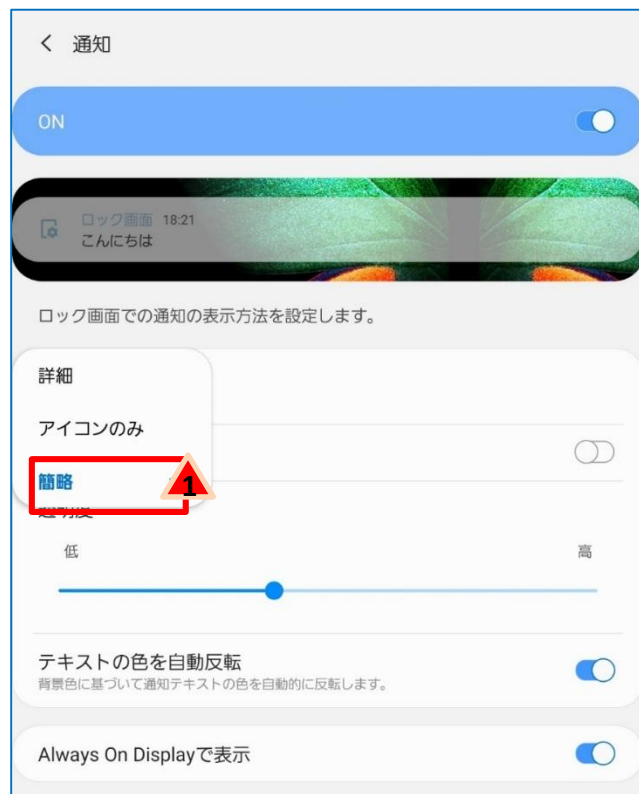 通知
ON
ロック画面 18:21
こんにちは
ロック画面での通知の表示方法を設定します。
詳細
アイコンのみ
簡略
1
低 高
テキストの色を自動反転
背景色に基づいて通知テキストの色を自動的に反転します。
Always On Displayで表示